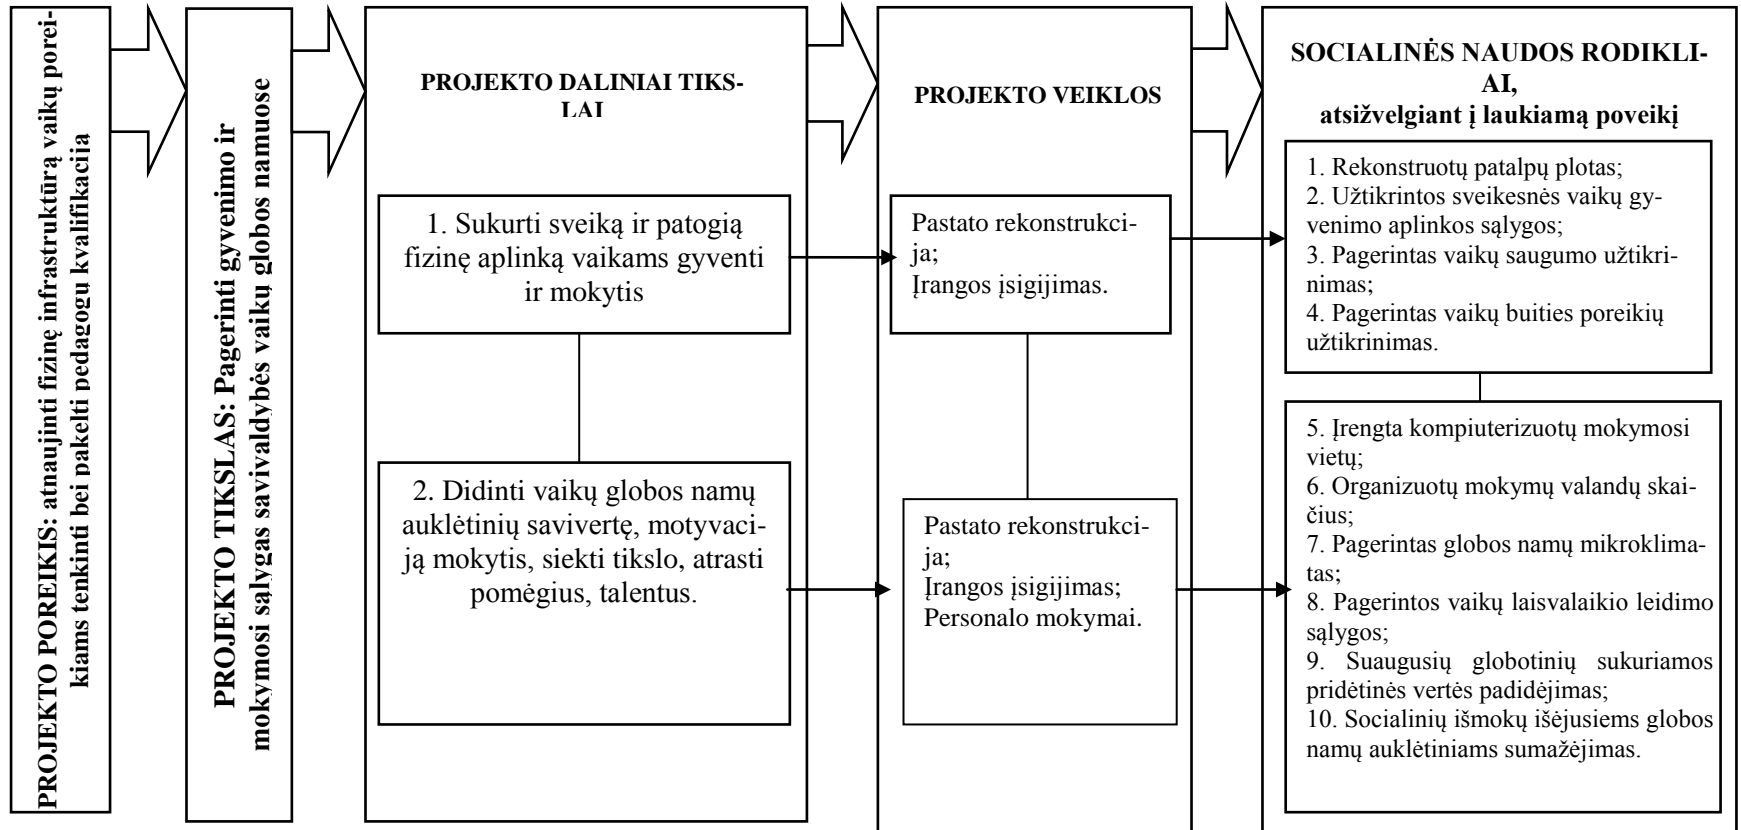 PROJEKTO POREIKIS: atnaujinti fizinę infrastruktūrą vaikų porei-
kiams tenkinti bei pakelti pedagogų kvalifikaciją
PROJEKTO TIKSLAS: Pagerinti gyvenimo ir
mokymosi sąlygas savivaldybės vaikų globos namuose
PROJEKTO DALINIAI TIKS-
LAI
1. Sukurti sveiką ir patogią
fizinę aplinką vaikams gyventi
ir mokytis
2. Didinti vaikų globos namų
auklėtinių savivertę, motyvaci-
ją mokytis, siekti tikslo, atrasti
pomėgius, talentus.
PROJEKTO VEIKLOS
Pastato rekonstrukci-
ja;
Įrangos įsigijimas.
Pastato rekonstrukci-
ja;
Įrangos įsigijimas;
Personalo mokymai.
SOCIALINĖS NAUDOS RODIKLI-
AI,
atsižvelgiant į laukiamą poveikį
1. Rekonstruotų patalpų plotas;
2. Užtikrintos sveikesnės vaikų gy-
venimo aplinkos sąlygos;
3. Pagerintas vaikų saugumo užtikri-
nimas;
4. Pagerintas vaikų buities poreikių
užtikrinimas.
5. Įrengta kompiuterizuotų mokymosi
vietų;
6. Organizuotų mokymų valandų skai-
čius;
7. Pagerintas globos namų mikroklima-
tas;
8. Pagerintos vaikų laisvalaikio leidimo
sąlygos;
9. Suaugusių globotinių sukuriamos
pridėtinės vertės padidėjimas;
10. Socialinių išmokų išėjusiems globos
namų auklėtiniams sumažėjimas.